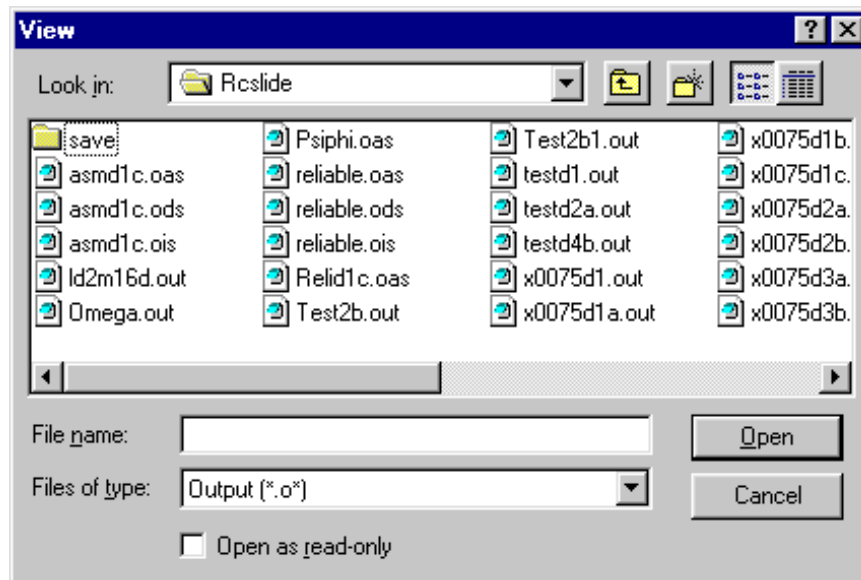 View
Look in: Rcslide
save Psiphi.oas Test2b1.out x0075d1b.
asmd1c.oas reliable.oas testd1.out x0075d1c.
asmd1c.ods reliable.ods testd2a.out x0075d2a.
asmd1c.ois reliable.ois testd4b.out x0075d2b.
ld2m16d.out Relid1c.oas x0075d1.out x0075d3a.
Omega.out Test2b.out x0075d1a.out x0075d3b.
File name: Open
Files of type: Output (*.o*) Cancel
Open as read-only